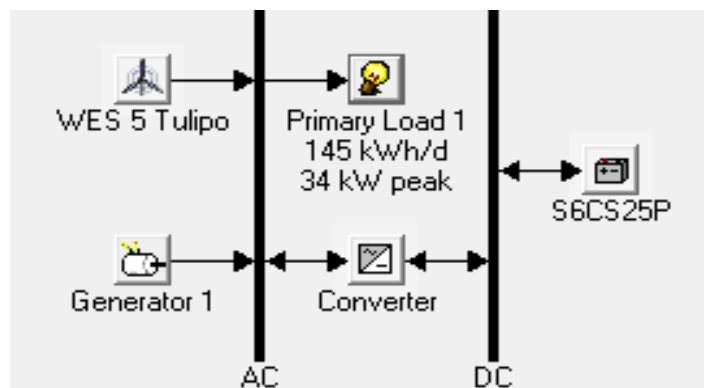 WES 5 Tulipo
Primary Load 1
145 kWh/d
34 kW peak
S6CS25P
Generator 1
Converter
AC
DC